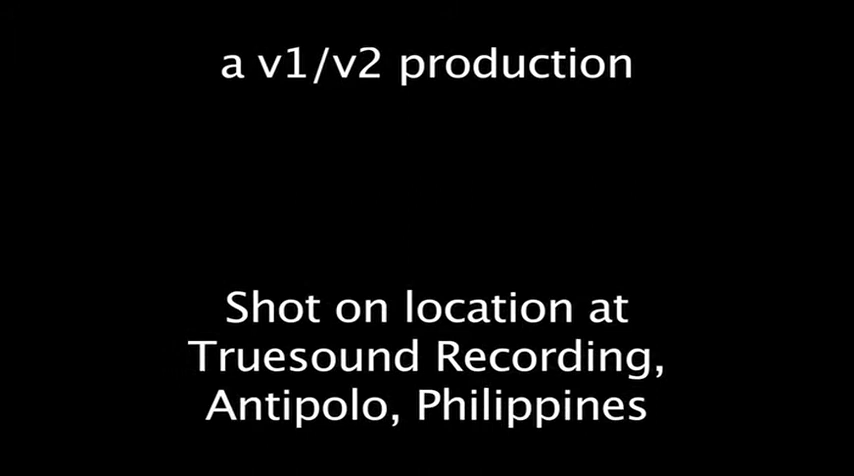 a v1/v2 production
Shot on location at
Truesound Recording,
Antipolo, Philippines